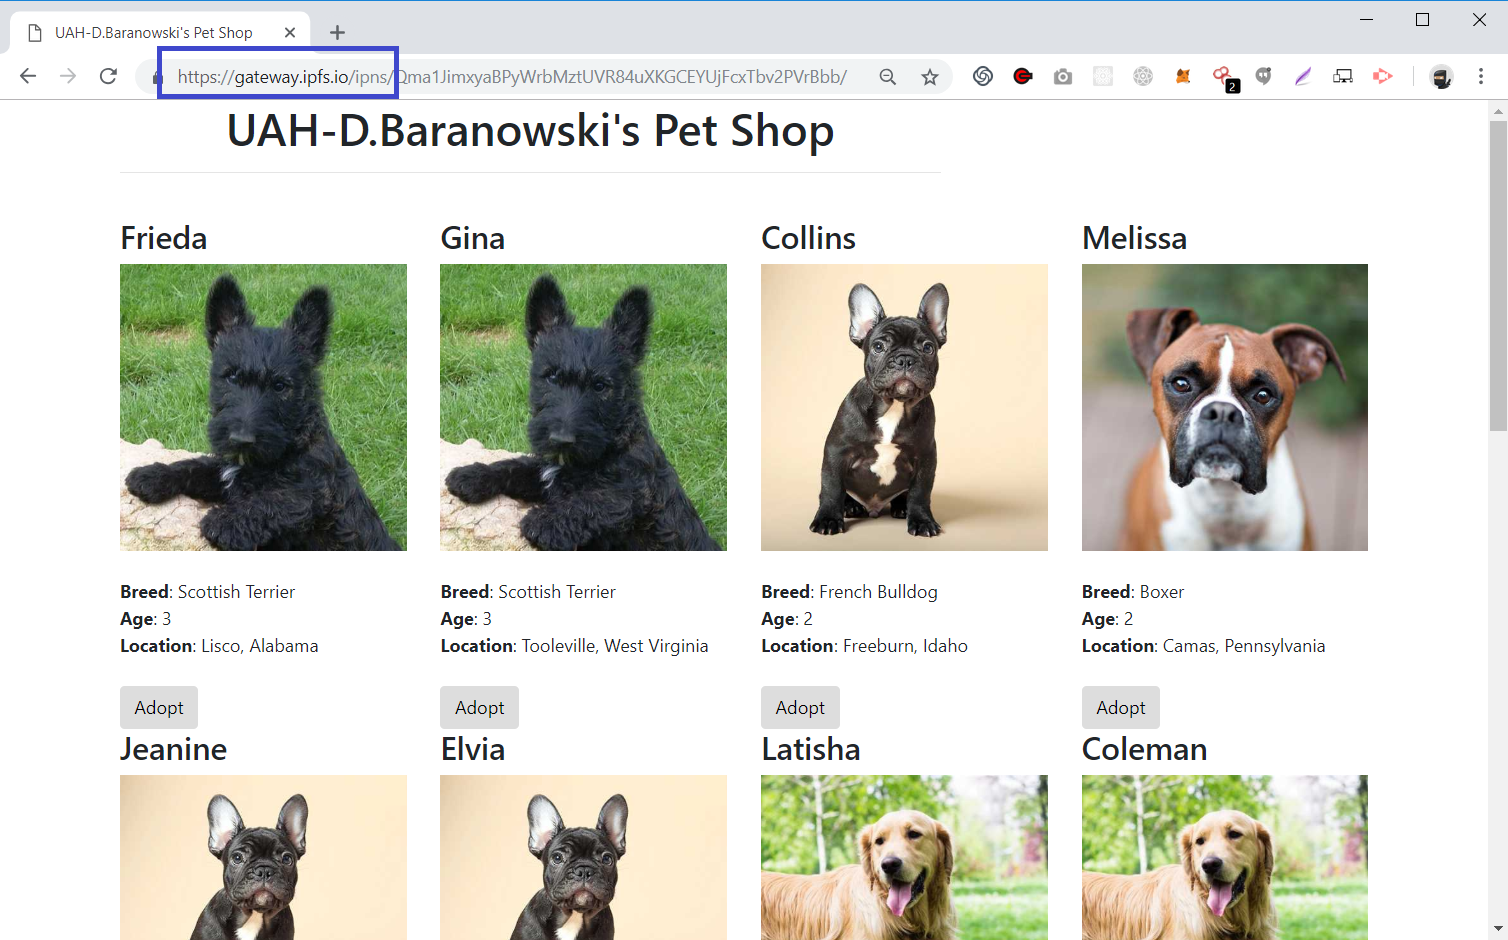 UAH-D.Baranowski's Pet Shop
https://gateway.ipfs.io/ipns/Qma1JimxyaBPyWrbMztUVR84uXKGCEYUjFcxTbv2PVrBbb/
2
UAH-D.Baranowski's Pet Shop
Frieda Gina Collins Melissa
Breed: Scottish Terrier Breed: Scottish Terrier Breed: French Bulldog Breed: Boxer
Age: 3 Age: 3 Age: 2 Age: 2
Location: Lisco, Alabama Location: Tooleville, West Virginia Location: Freeburn, Idaho Location: Camas, Pennsylvania
Adopt Adopt Adopt Adopt
Jeanine Elvia Latisha Coleman